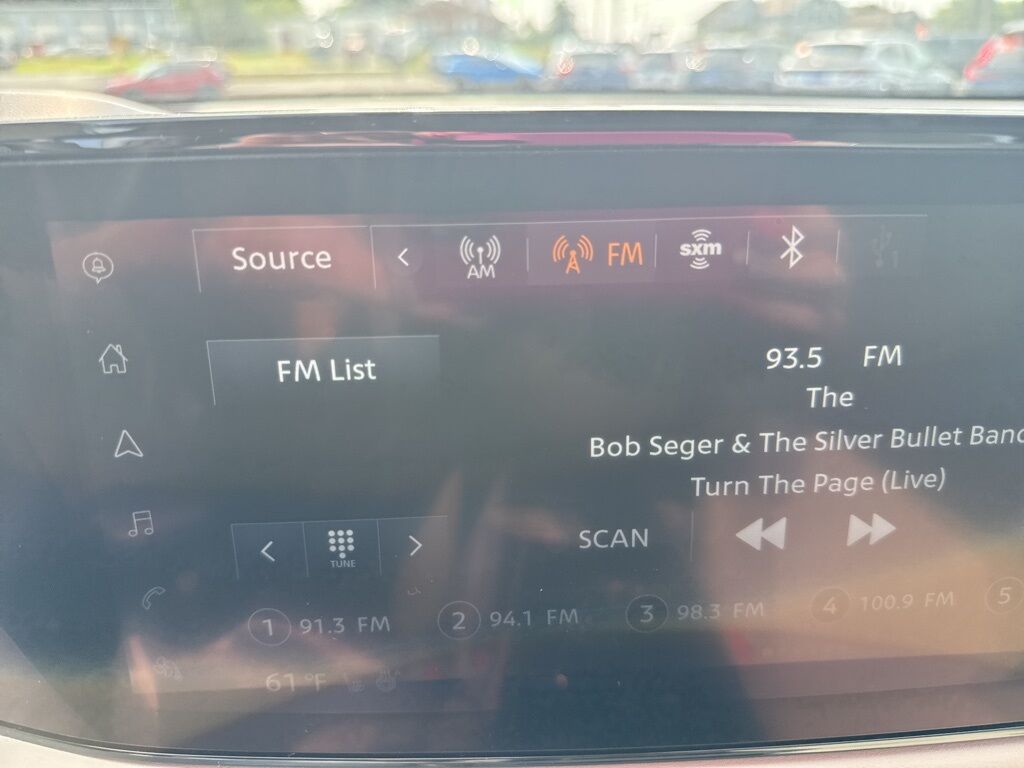 Source AM FM sxm 1
FM List
93.5 FM
The
Bob Seger & The Silver Bullet Band
Turn The Page (Live)
SCAN
TUNE
1 91.3 FM 2 94.1 FM 3 98.3 FM 4 100.9 FM 5
61°F